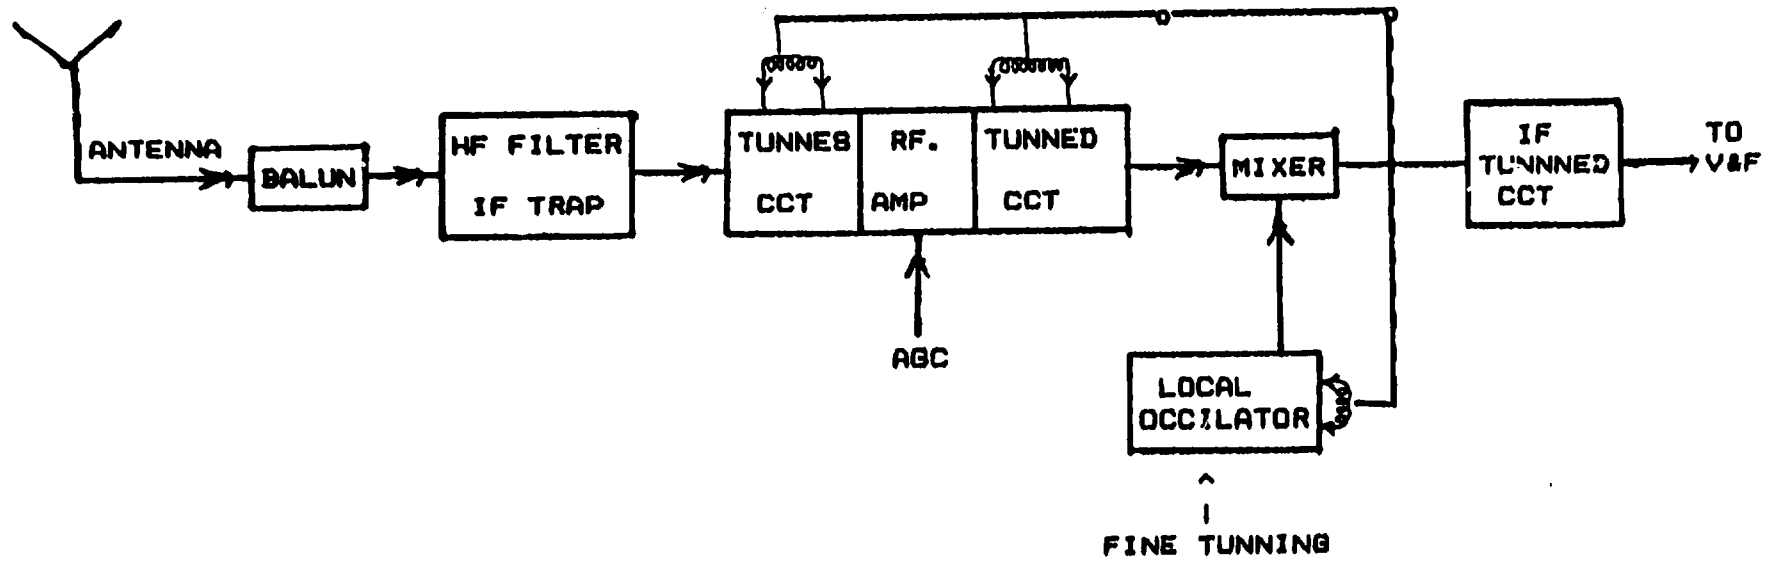 ANTENNA
BALUN
HF FILTER
IF TRAP
TUNNES
CCT
RF.
AMP
TUNNED
CCT
MIXER
IF
TUNNNED
CCT
TO
V&F
AGC
LOCAL
OCCILATOR
FINE TUNNING